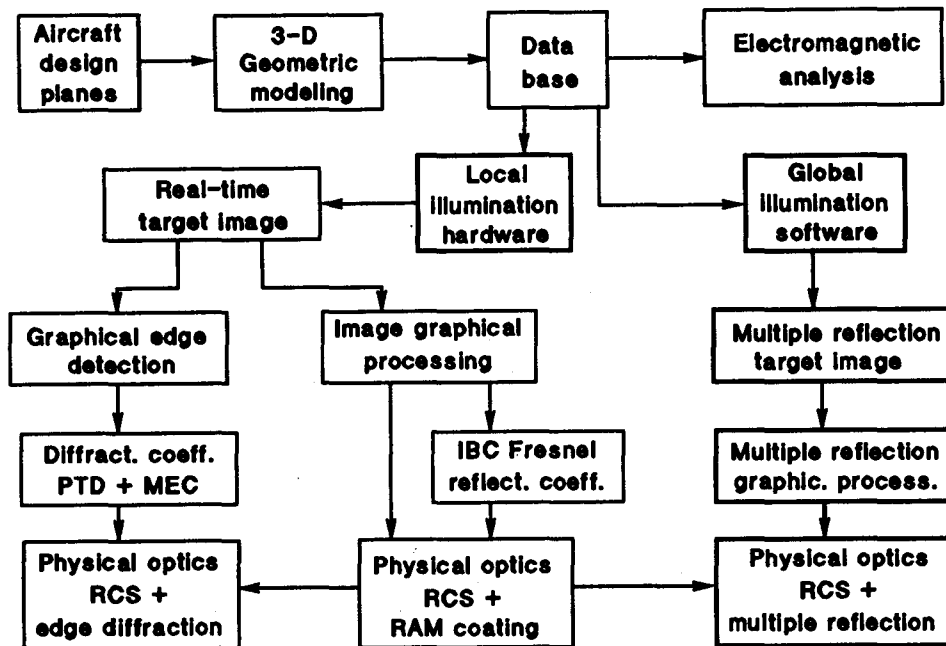 Aircraft
design
planes
3-D
Geometric
modeling
Data
base
Electromagnetic
analysis
Real-time
target image
Local
illumination
hardware
Global
illumination
software
Graphical edge
detection
Image graphical
processing
Multiple reflection
target image
Diffract. coeff.
PTD + MEC
IBC Fresnel
reflect. coeff.
Multiple reflection
graphic. process.
Physical optics
RCS +
edge diffraction
Physical optics
RCS +
RAM coating
Physical optics
RCS +
multiple reflection